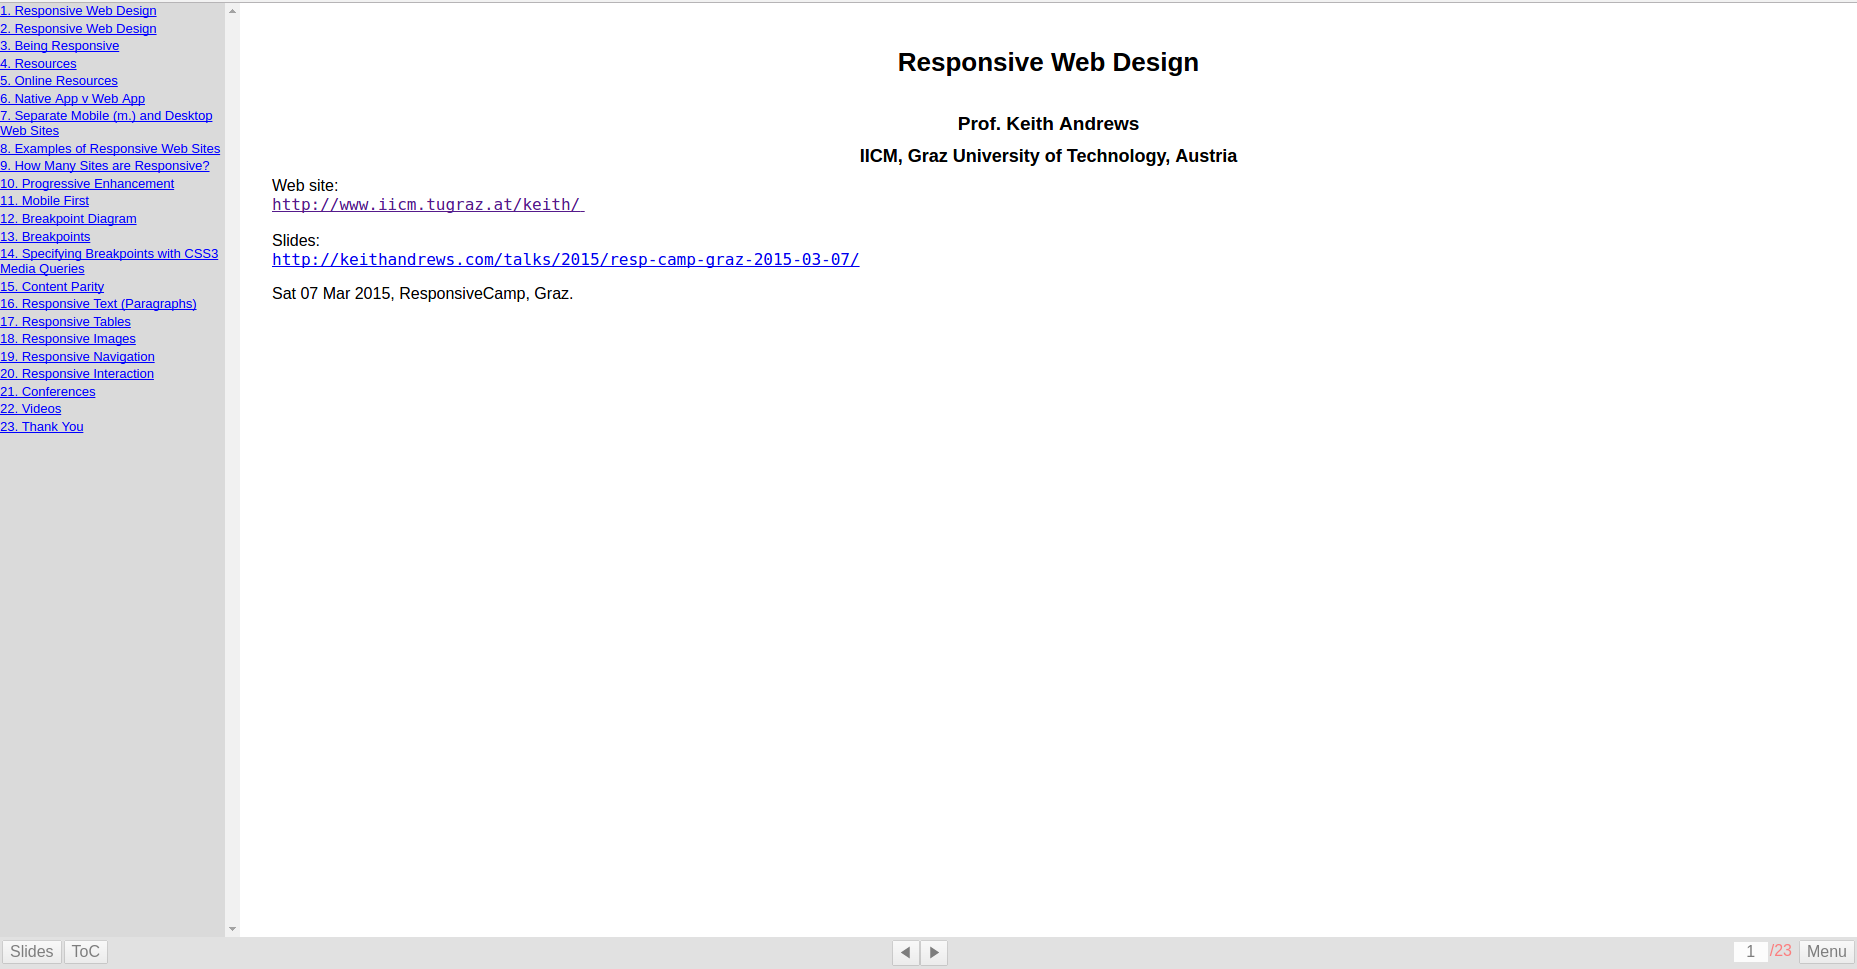 1. Responsive Web Design
2. Responsive Web Design
3. Being Responsive
4. Resources
5. Online Resources
6. Native App v Web App
7. Separate Mobile (m.) and Desktop
Web Sites
8. Examples of Responsive Web Sites
9. How Many Sites are Responsive?
10. Progressive Enhancement
11. Mobile First
12. Breakpoint Diagram
13. Breakpoints
14. Specifying Breakpoints with CSS3
Media Queries
15. Content Parity
16. Responsive Text (Paragraphs)
17. Responsive Tables
18. Responsive Images
19. Responsive Navigation
20. Responsive Interaction
21. Conferences
22. Videos
23. Thank You
Responsive Web Design
Prof. Keith Andrews
IICM, Graz University of Technology, Austria
Web site:
http://www.iicm.tugraz.at/keith/
Slides:
http://keithandrews.com/talks/2015/resp-camp-graz-2015-03-07/
Sat 07 Mar 2015, ResponsiveCamp, Graz.
Slides ToC 1 /23 Menu